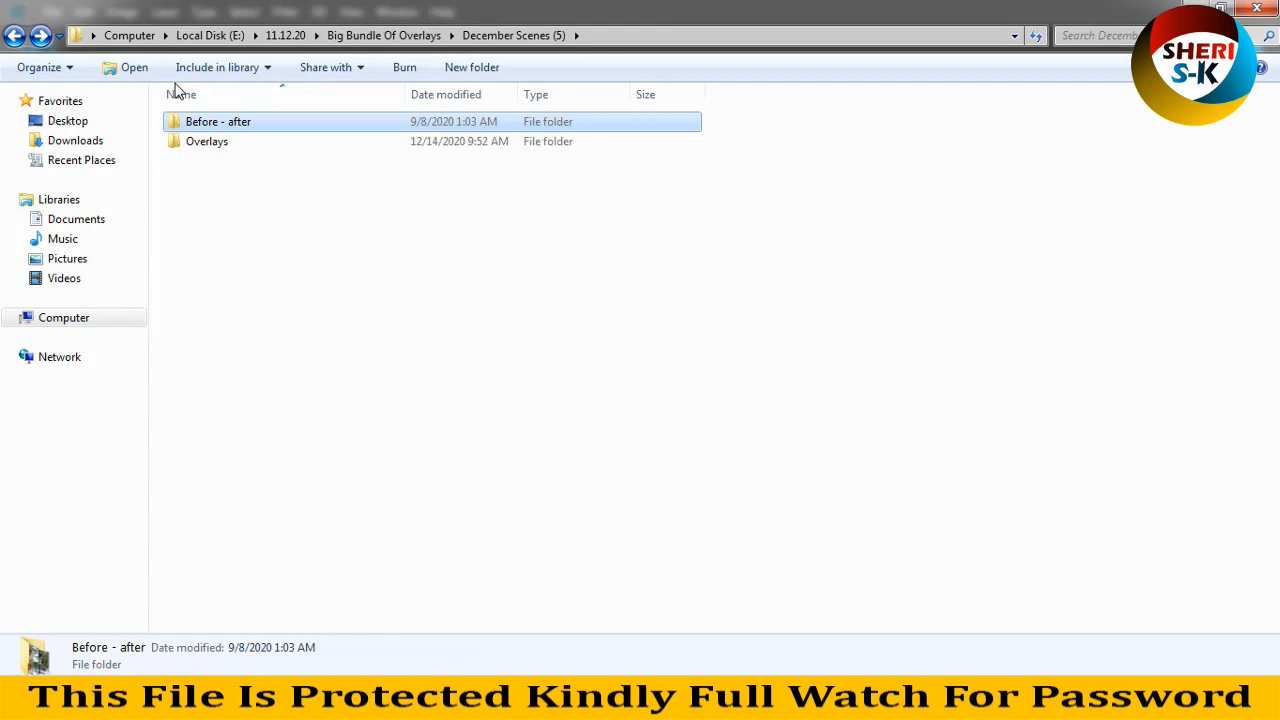 Computer Local Disk (E:) 11.12.20 Big Bundle Of Overlays December Scenes (5) Search Decemb
Organize Open Include in library Share with Burn New folder
Name Date modified Type Size
Favorites
Desktop
Downloads
Recent Places
Libraries
Documents
Music
Pictures
Videos
Computer
Network
Before - after 9/8/2020 1:03 AM File folder
Overlays 12/14/2020 9:52 AM File folder
SHERI
S-K
Before - after Date modified: 9/8/2020 1:03 AM
File folder
This File Is Protected Kindly Full Watch For Password